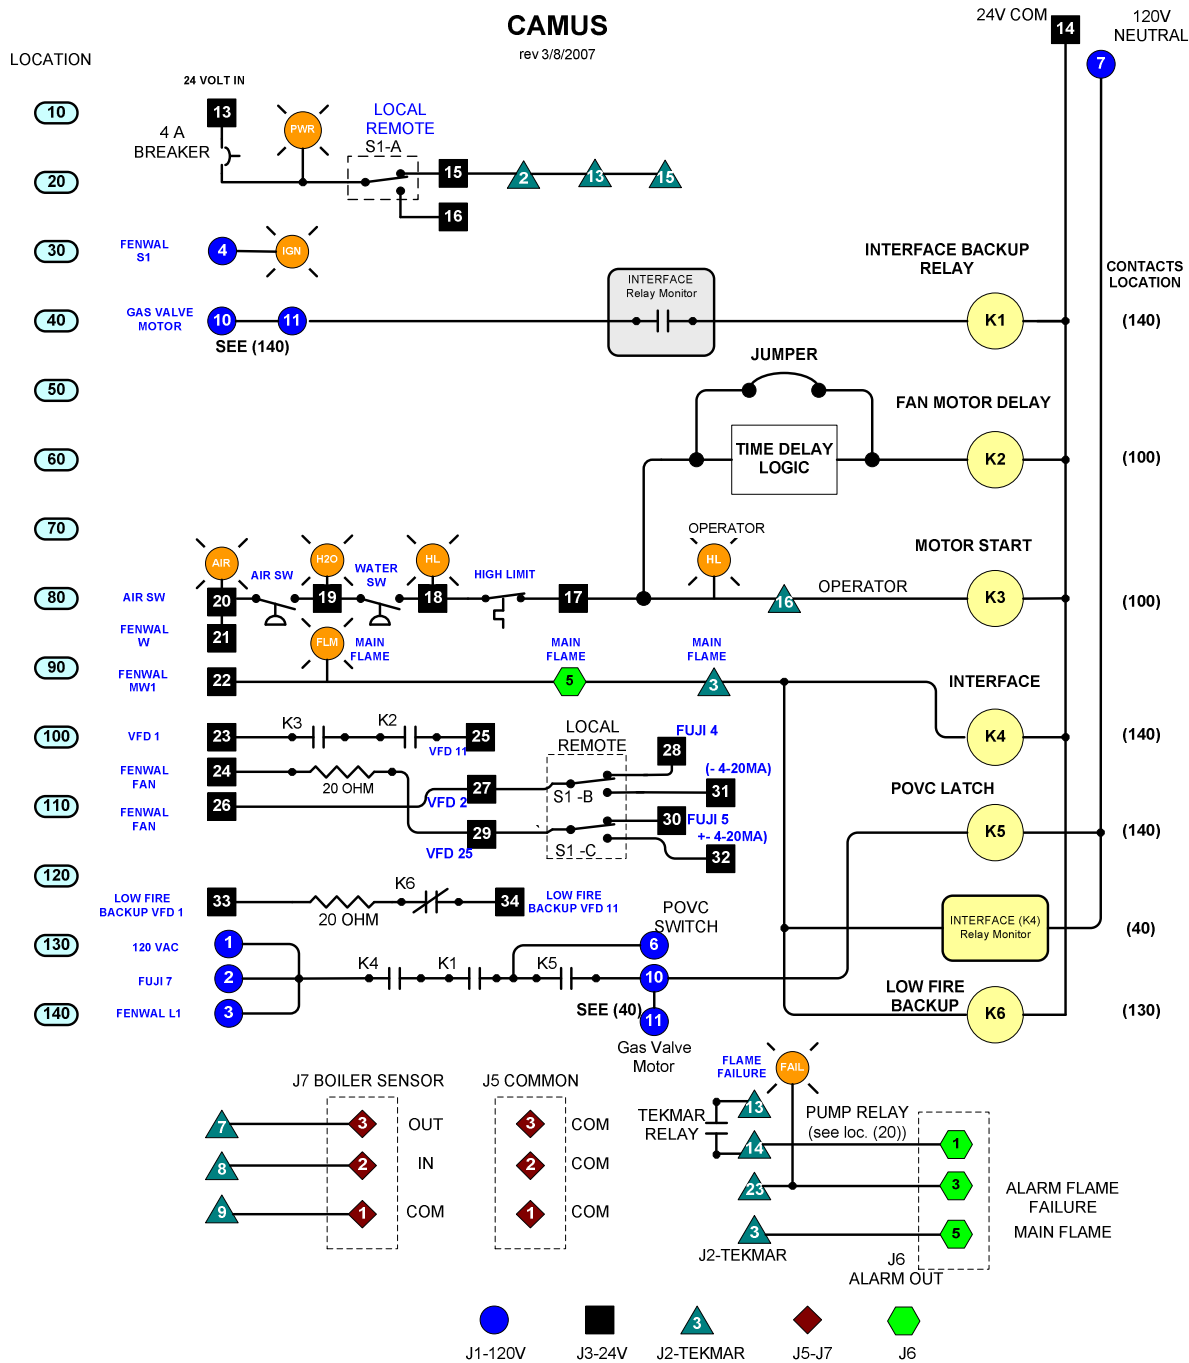 CAMUS
rev 3/8/2007
24V COM
14
120V
NEUTRAL
7
LOCATION
24 VOLT IN
10
13
4 A
BREAKER
PWR
LOCAL
REMOTE
S1-A
20
15
2
13
15
16
30
FENWAL
S1
4
IGN
INTERFACE BACKUP
RELAY
CONTACTS
LOCATION
INTERFACE
Relay Monitor
40
GAS VALVE
MOTOR
10
11
K1
(140)
SEE (140)
JUMPER
50
FAN MOTOR DELAY
60
TIME DELAY
LOGIC
K2
(100)
70
OPERATOR
MOTOR START
AIR
H2O
HL
HL
AIR SW
WATER
SW
HIGH LIMIT
80
AIR SW
20
19
18
17
16
OPERATOR
K3
(100)
FENWAL
W
21
FLM
MAIN
FLAME
MAIN
FLAME
MAIN
FLAME
90
FENWAL
MW1
22
5
3
INTERFACE
K3
K2
LOCAL
REMOTE
FUJI 4
100
VFD 1
23
25
VFD 11
28
K4
(140)
FENWAL
FAN
24
20 OHM
(- 4-20MA)
POVC LATCH
110
FENWAL
FAN
26
VFD 2
27
S1 -B
31
VFD 25
29
S1 -C
30
FUJI 5
+- 4-20MA)
32
K5
(140)
120
K6
LOW FIRE
BACKUP VFD 1
33
20 OHM
34
LOW FIRE
BACKUP VFD 11
POVC
SWITCH
INTERFACE (K4)
Relay Monitor
(40)
130
120 VAC
1
6
FUJI 7
2
K4
K1
K5
10
LOW FIRE
BACKUP
140
FENWAL L1
3
SEE (40)
11
K6
(130)
Gas Valve
Motor
J7 BOILER SENSOR
J5 COMMON
FLAME
FAILURE
FAIL
7
3
OUT
3
COM
TEKMAR
RELAY
13
PUMP RELAY
(see loc. (20))
14
1
8
2
IN
2
COM
23
3
ALARM FLAME
FAILURE
9
1
COM
1
COM
3
5
MAIN FLAME
J2-TEKMAR
J6
ALARM OUT
3
J1-120V
J3-24V
J2-TEKMAR
J5-J7
J6